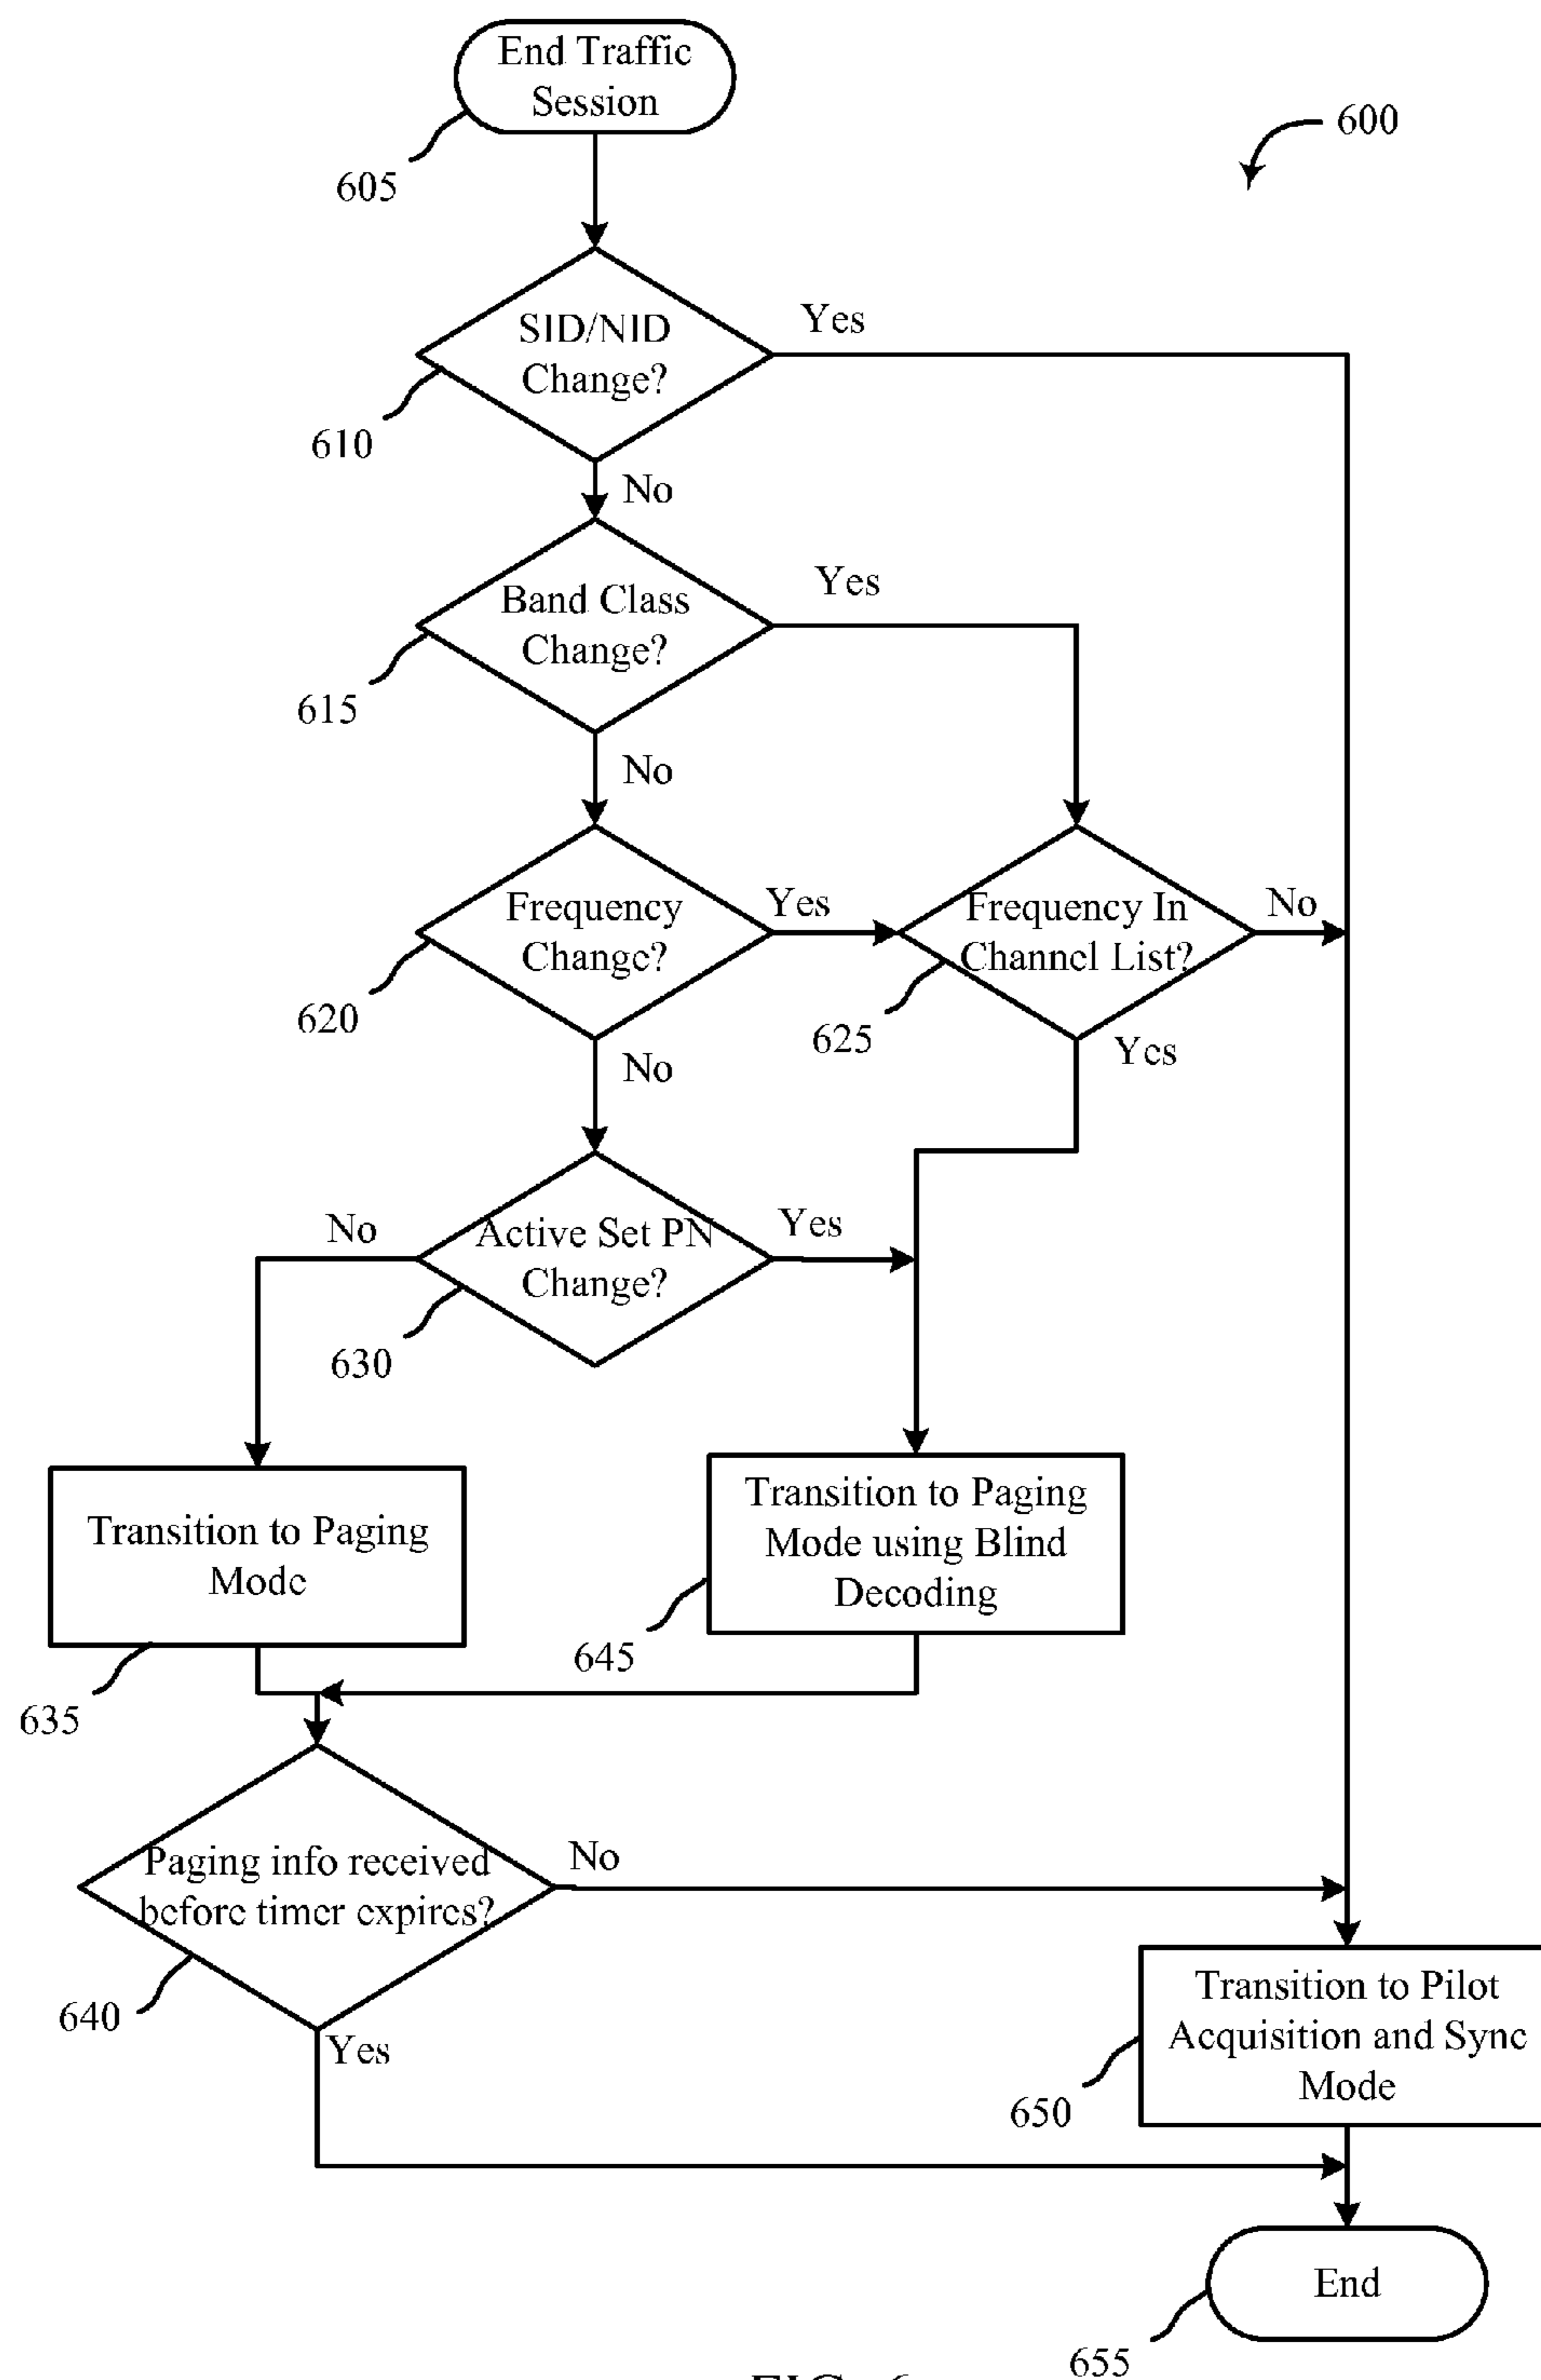 End Traffic
Session
600
605
SID/NID
Change?
Yes
610
No
Band Class
Change?
Yes
615
No
Frequency
Change?
Yes
Frequency In
Channel List?
No
620
625
No
Yes
Active Set PN
Change?
No
Yes
630
Transition to Paging
Mode
Transition to Paging
Mode using Blind
Decoding
635
645
Paging info received
before timer expires?
No
640
Yes
Transition to Pilot
Acquisition and Sync
Mode
650
End
655
FIG. 6